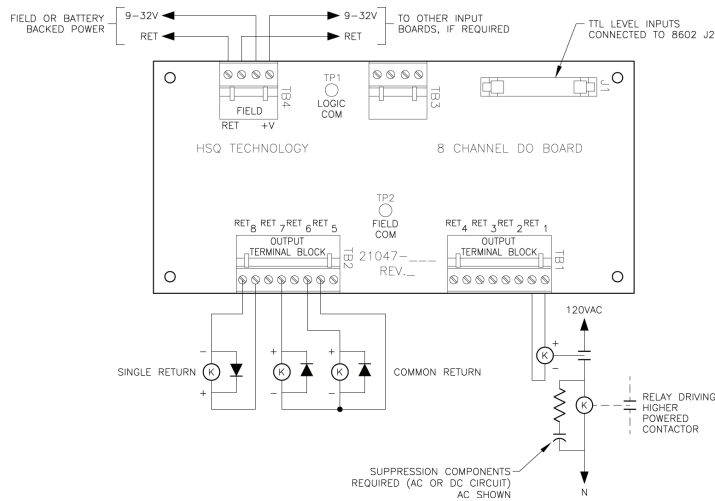 FIELD OR BATTERY
BACKED POWER
9-32V
RET
9-32V
RET
TO OTHER INPUT
BOARDS, IF REQUIRED
TTL LEVEL INPUTS
CONNECTED TO 8602 J2
TB4
FIELD
RET +V
TP1
LOGIC
COM
TB3
J1
HSQ TECHNOLOGY
8 CHANNEL DO BOARD
TP2
FIELD
COM
RET 8 RET 7 RET 6 RET 5
OUTPUT
TERMINAL BLOCK
TB2
21047-___
REV._
RET 4 RET 3 RET 2 RET 1
OUTPUT
TERMINAL BLOCK
TB1
120VAC
SINGLE RETURN
-
K
+
+
K
-
+
K
-
COMMON RETURN
+
K
-
K
RELAY DRIVING
HIGHER
POWERED
CONTACTOR
SUPPRESSION COMPONENTS
REQUIRED (AC OR DC CIRCUIT)
AC SHOWN
N